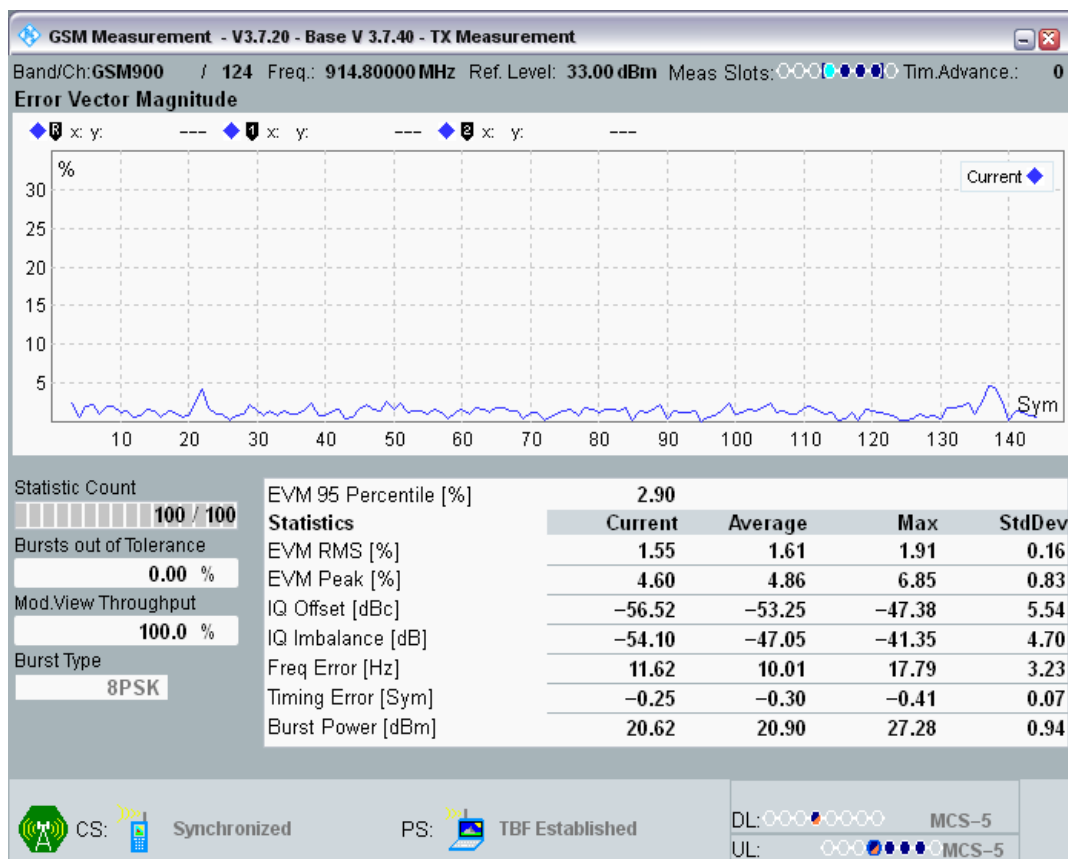 GSM Measurement - V3.7.20 - Base V 3.7.40 - TX Measurement
Band/Ch:GSM900 / 124 Freq.: 914.80000 MHz Ref. Level: 33.00 dBm Meas Slots: Tim.Advance.: 0
Error Vector Magnitude
R x: y: --- 1 x: y: --- 2 x: y: ---
%
Current
30
25
20
15
10
5
Sym
10 20 30 40 50 60 70 80 90 100 110 120 130 140
Statistic Count
100 / 100
Bursts out of Tolerance
0.00 %
Mod.View Throughput
100.0 %
Burst Type
8PSK
EVM 95 Percentile [%] 2.90
Statistics Current Average Max StdDev
EVM RMS [%] 1.55 1.61 1.91 0.16
EVM Peak [%] 4.60 4.86 6.85 0.83
IQ Offset [dBc] −56.52 −53.25 −47.38 5.54
IQ Imbalance [dB] −54.10 −47.05 −41.35 4.70
Freq Error [Hz] 11.62 10.01 17.79 3.23
Timing Error [Sym] −0.25 −0.30 −0.41 0.07
Burst Power [dBm] 20.62 20.90 27.28 0.94
CS: Synchronized PS: TBF Established
DL: MCS−5
UL: MCS−5